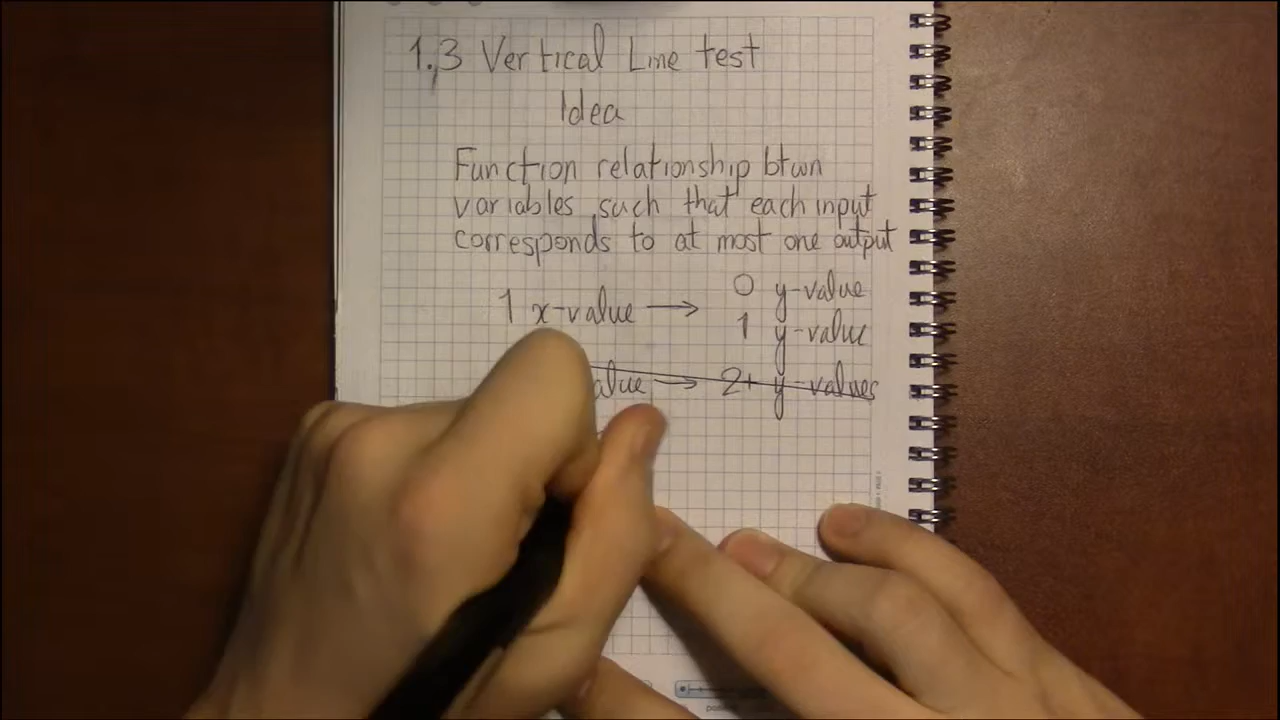 1.3 Vertical Line test
Idea
Function relationship btwn
variables such that each input
corresponds to at most one output
1 x-value → 0 y-value
1 y-value
alue → 2+ y-values